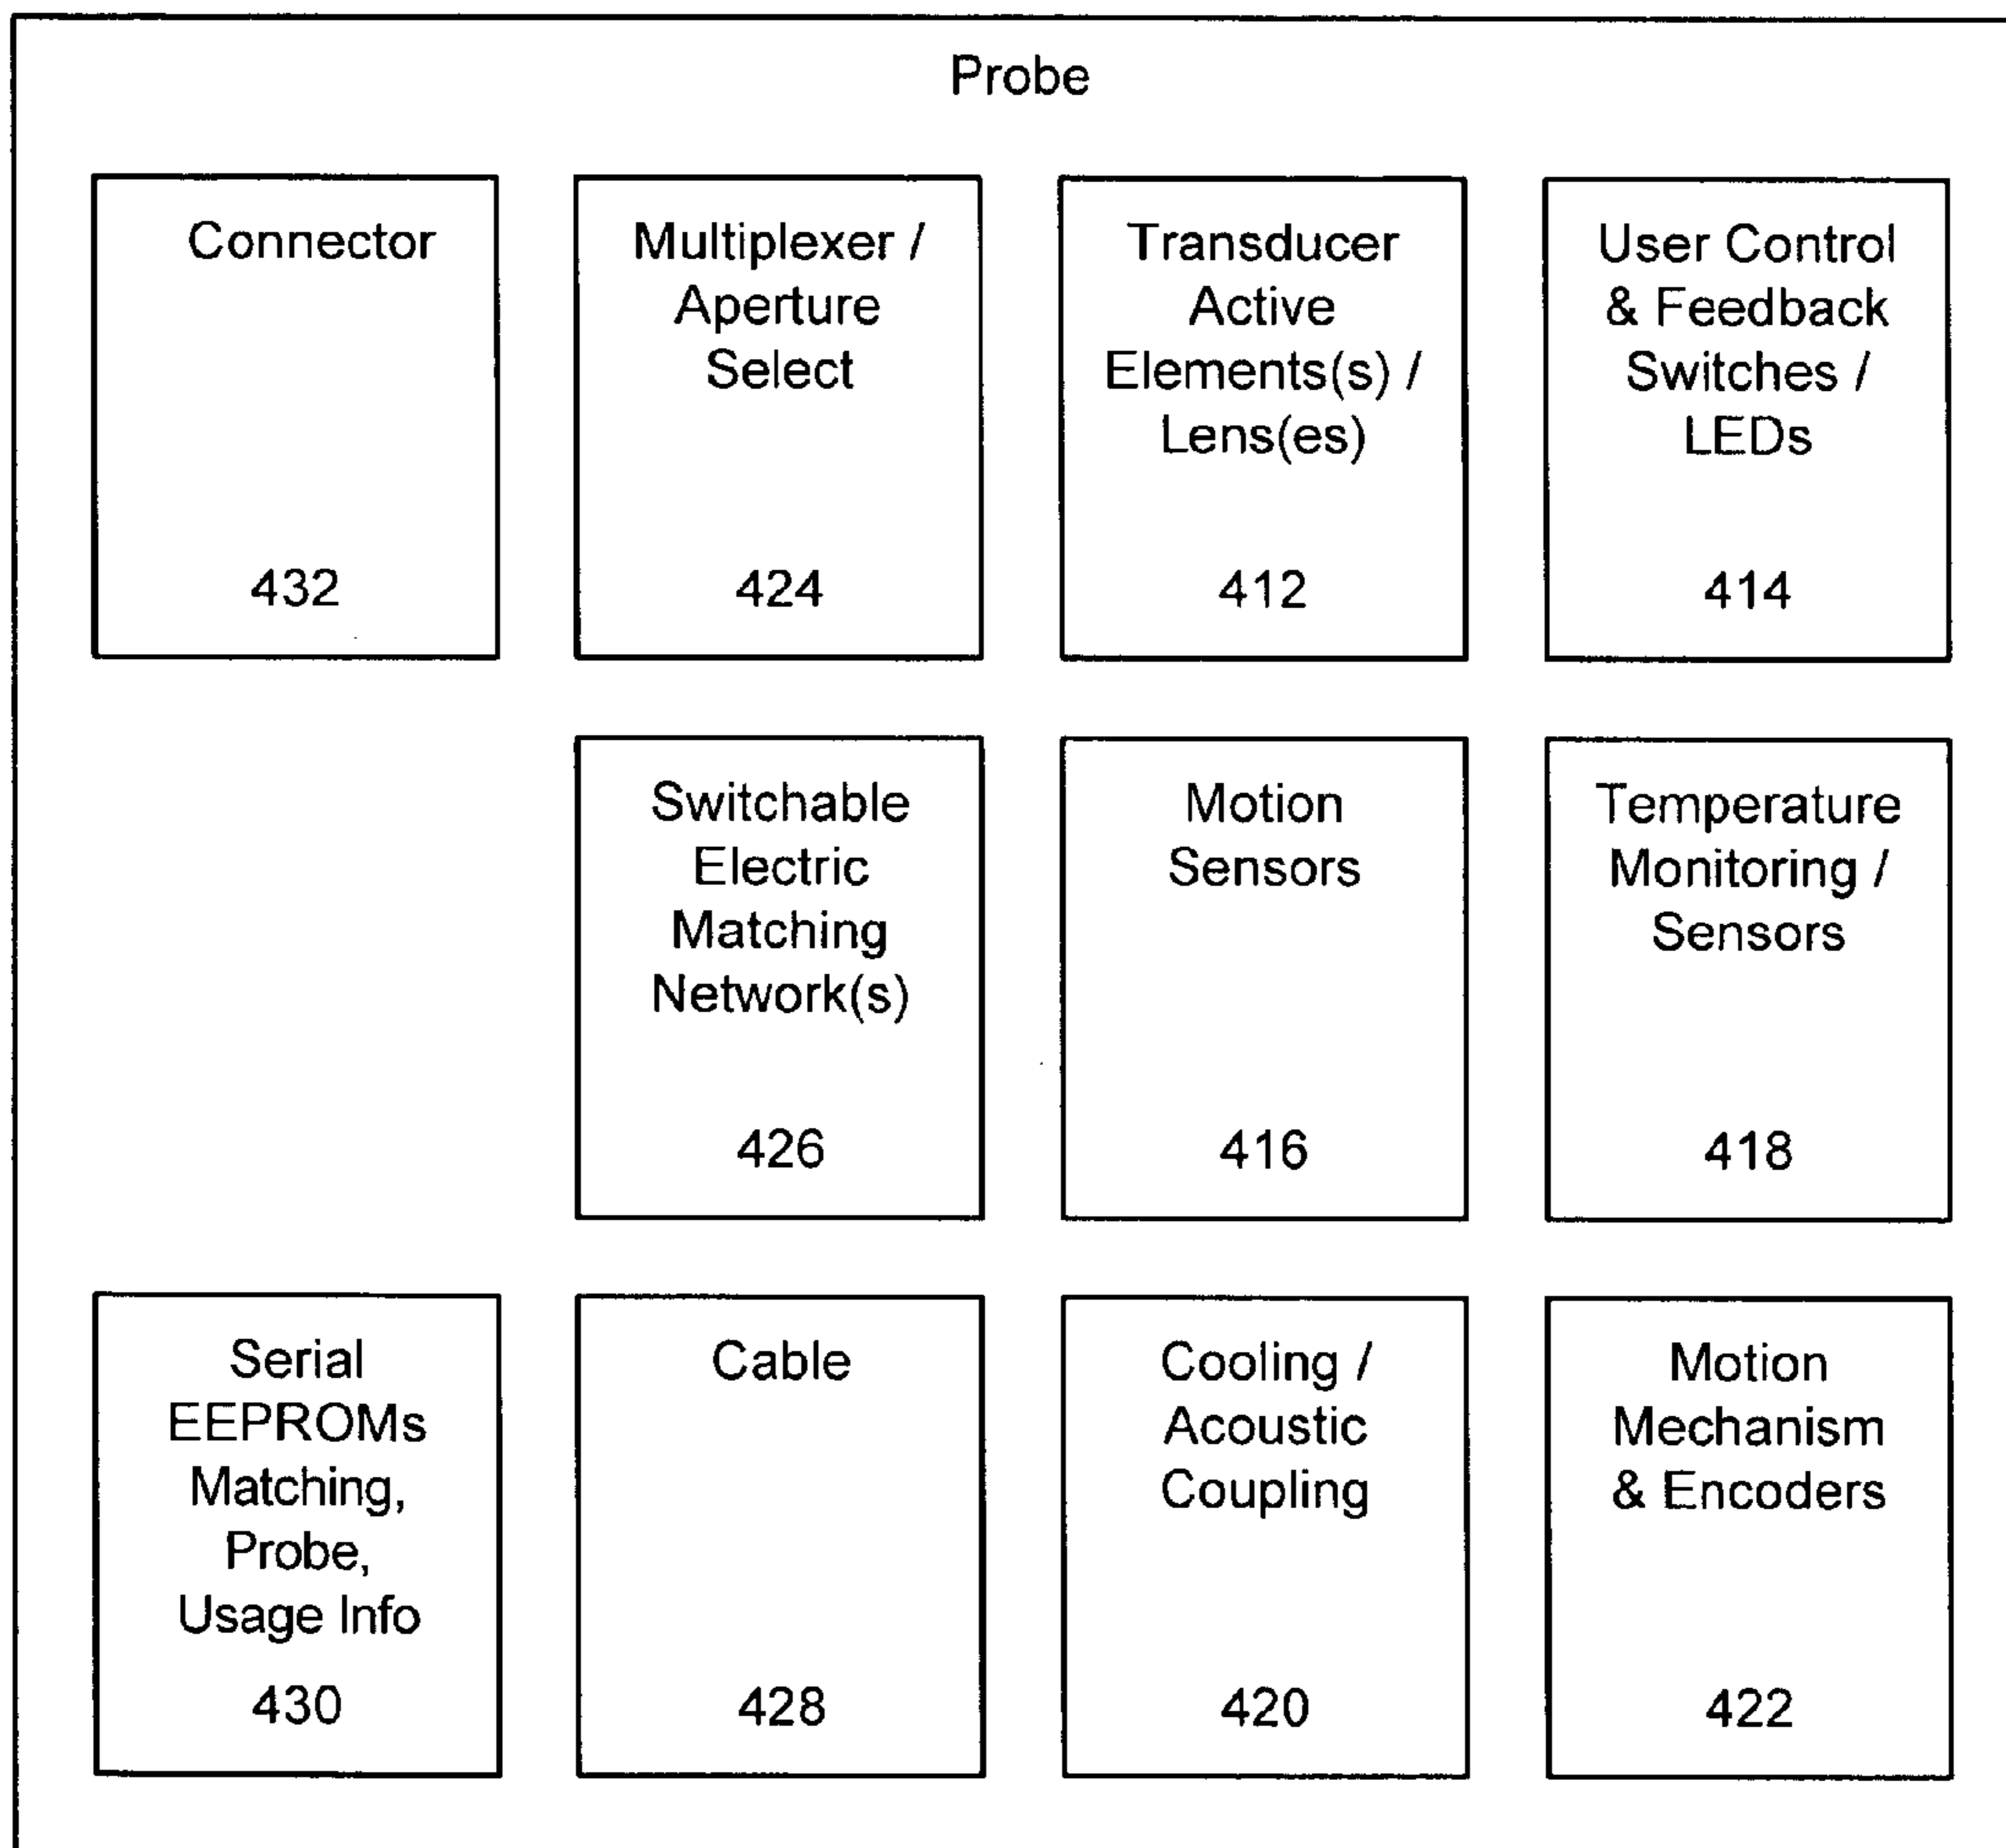 Probe
Connector
432
Multiplexer /
Aperture
Select
424
Transducer
Active
Elements(s) /
Lens(es)
412
User Control
& Feedback
Switches /
LEDs
414
Switchable
Electric
Matching
Network(s)
426
Motion
Sensors
416
Temperature
Monitoring /
Sensors
418
Serial
EEPROMs
Matching,
Probe,
Usage Info
430
Cable
428
Cooling /
Acoustic
Coupling
420
Motion
Mechanism
& Encoders
422